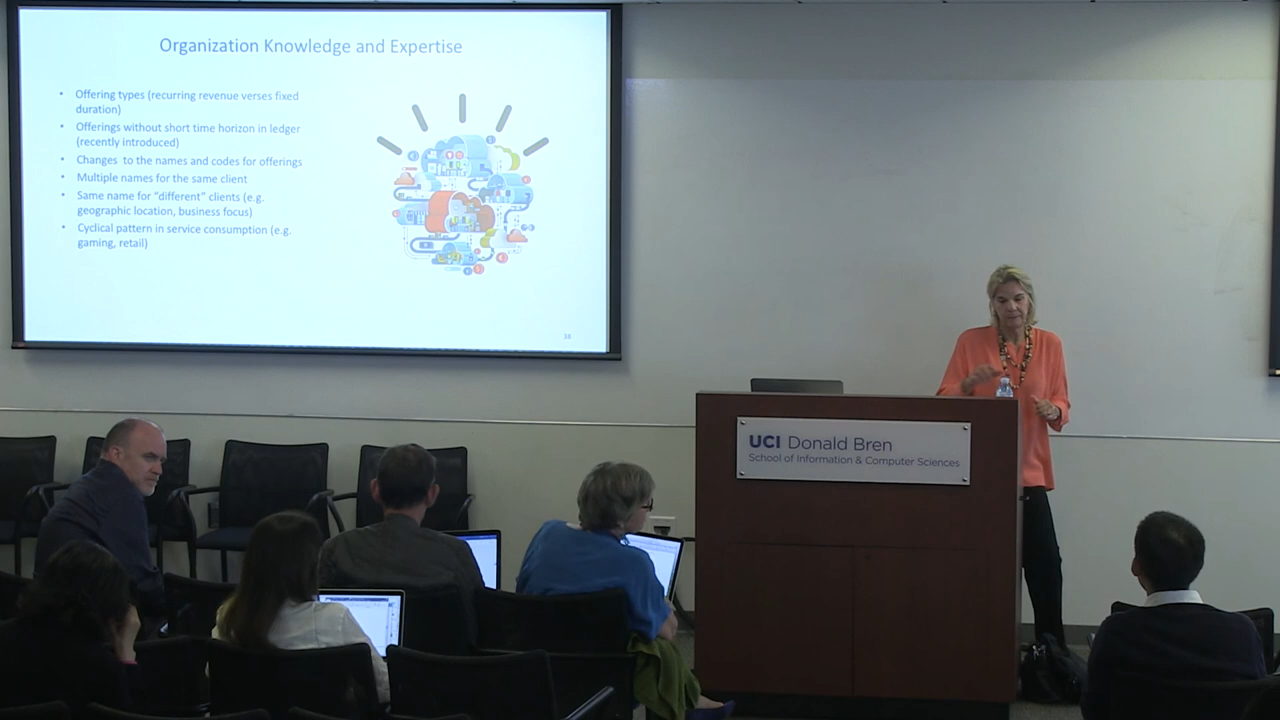 Organization Knowledge and Expertise
• Offering types (recurring revenue verses fixed
duration)
• Offerings without short time horizon in ledger
(recently introduced)
• Changes to the names and codes for offerings
• Multiple names for the same client
• Same name for "different" clients (e.g.
geographic location, business focus)
• Cyclical pattern in service consumption (e.g.
gaming, retail)
38
UCI Donald Bren
School of Information & Computer Sciences